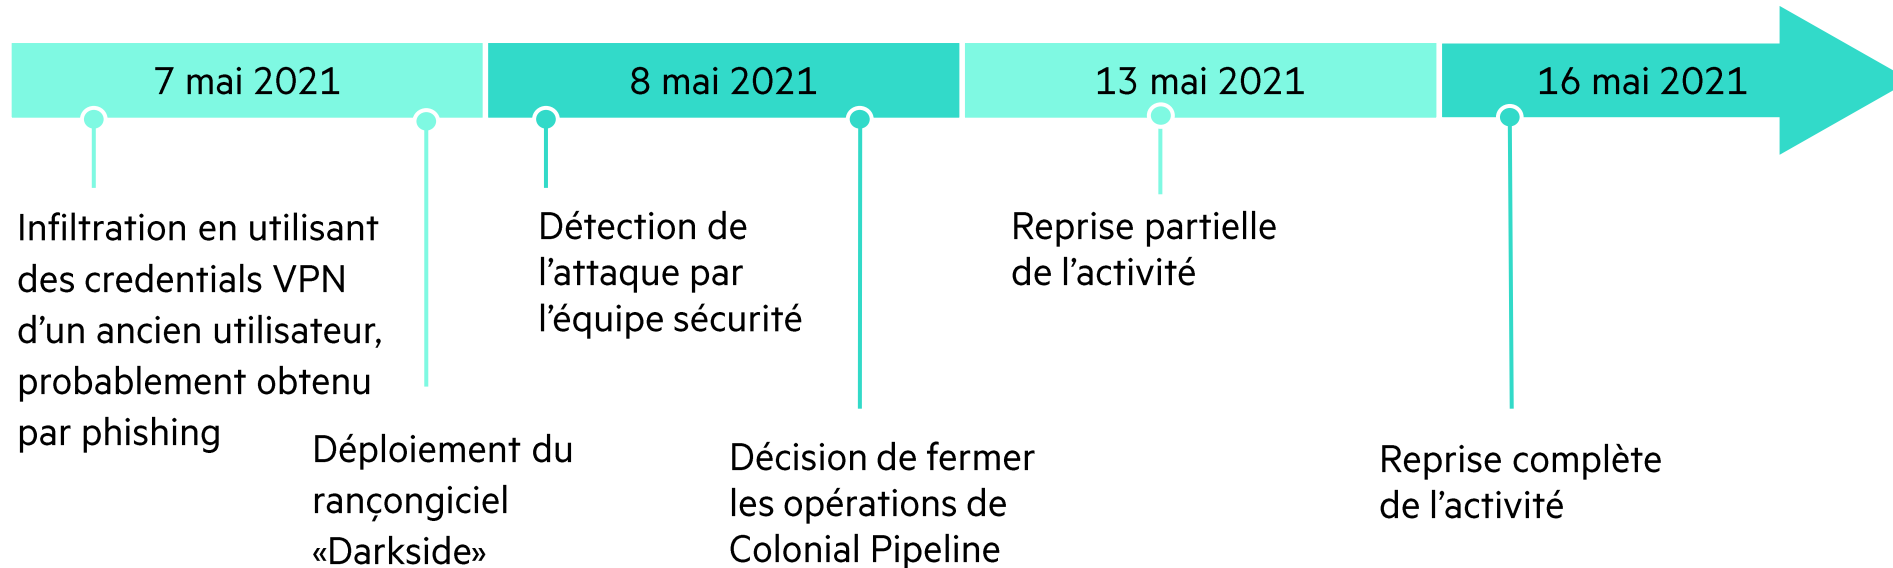 7 mai 2021
8 mai 2021
13 mai 2021
16 mai 2021
Infiltration en utilisant
des credentials VPN
d’un ancien utilisateur,
probablement obtenu
par phishing
Déploiement du
rançongiciel
«Darkside»
Détection de
l’attaque par
l’équipe sécurité
Décision de fermer
les opérations de
Colonial Pipeline
Reprise partielle
de l’activité
Reprise complète
de l’activité